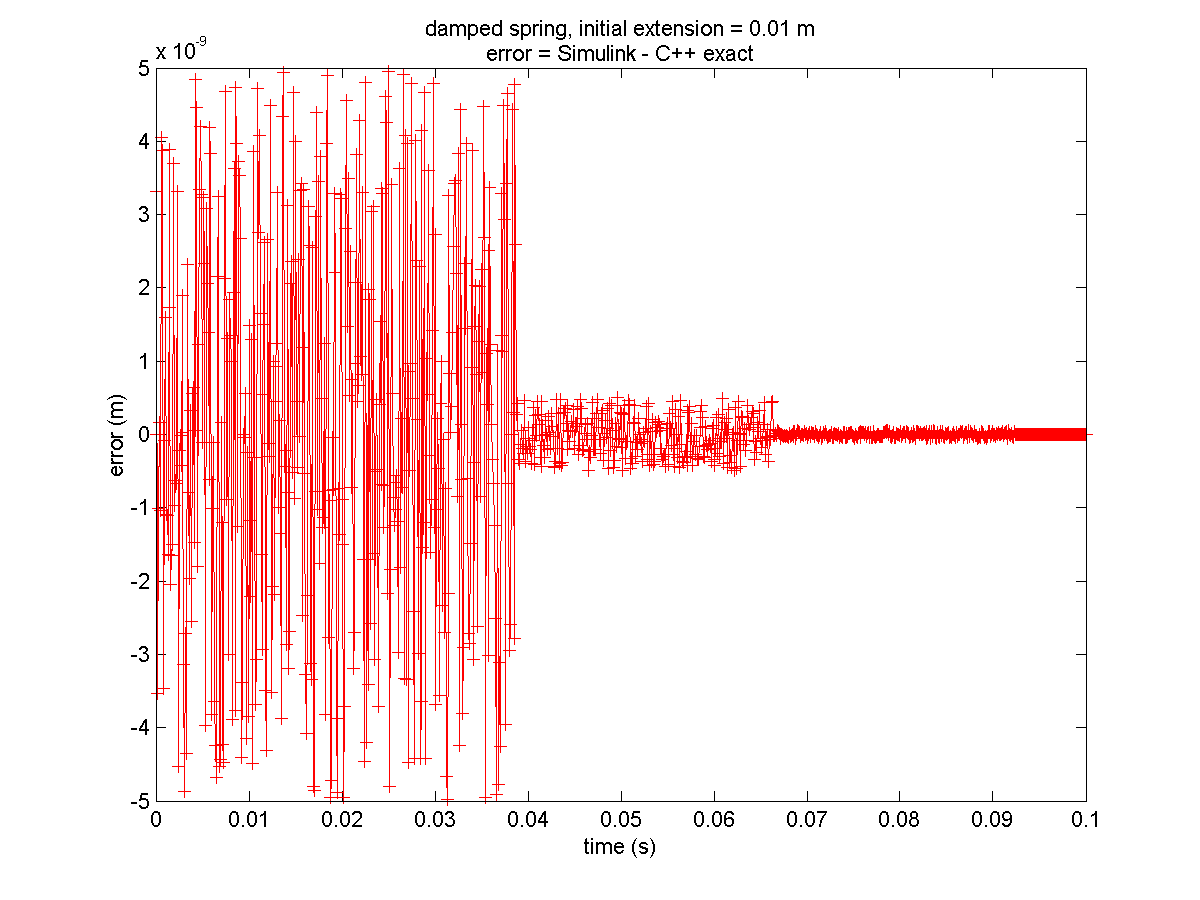 damped spring, initial extension = 0.01 m
error = Simulink - C++ exact
x 10^-9
5
4
3
2
1
0
-1
-2
-3
-4
-5
error (m)
0 0.01 0.02 0.03 0.04 0.05 0.06 0.07 0.08 0.09 0.1
time (s)